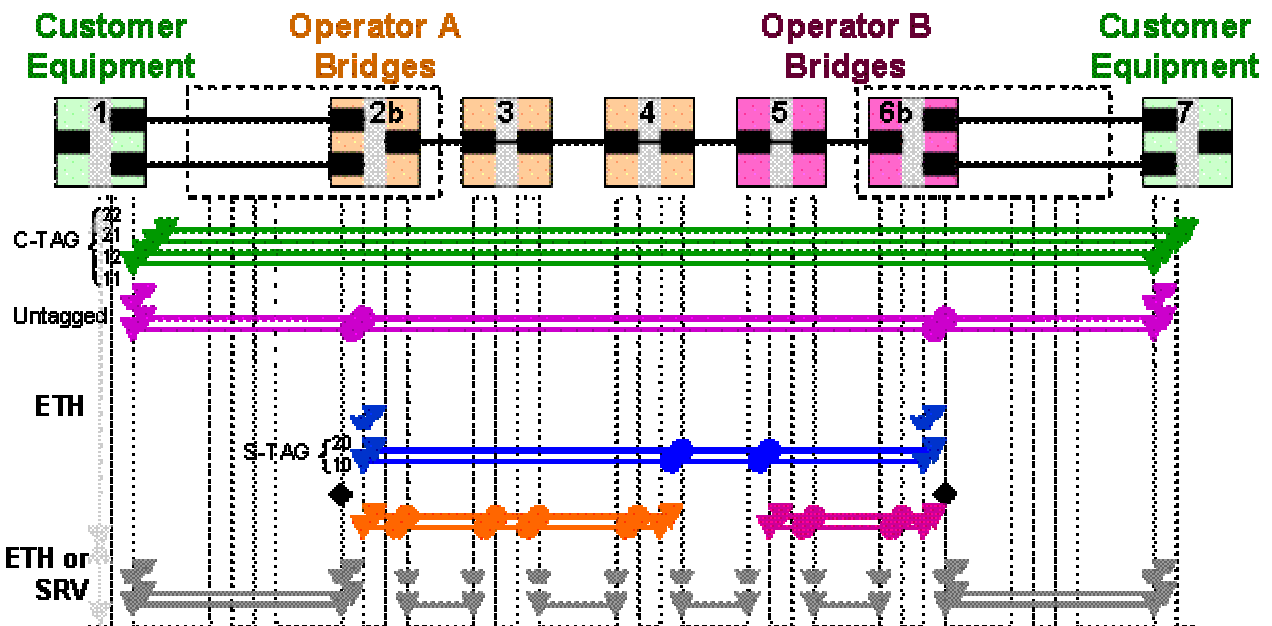 Customer Equipment
Operator A Bridges
Operator B Bridges
Customer Equipment
1
2b
3
4
5
6b
7
C-TAG
22
21
12
11
Untagged
ETH
S-TAG
20
10
ETH or
SRV